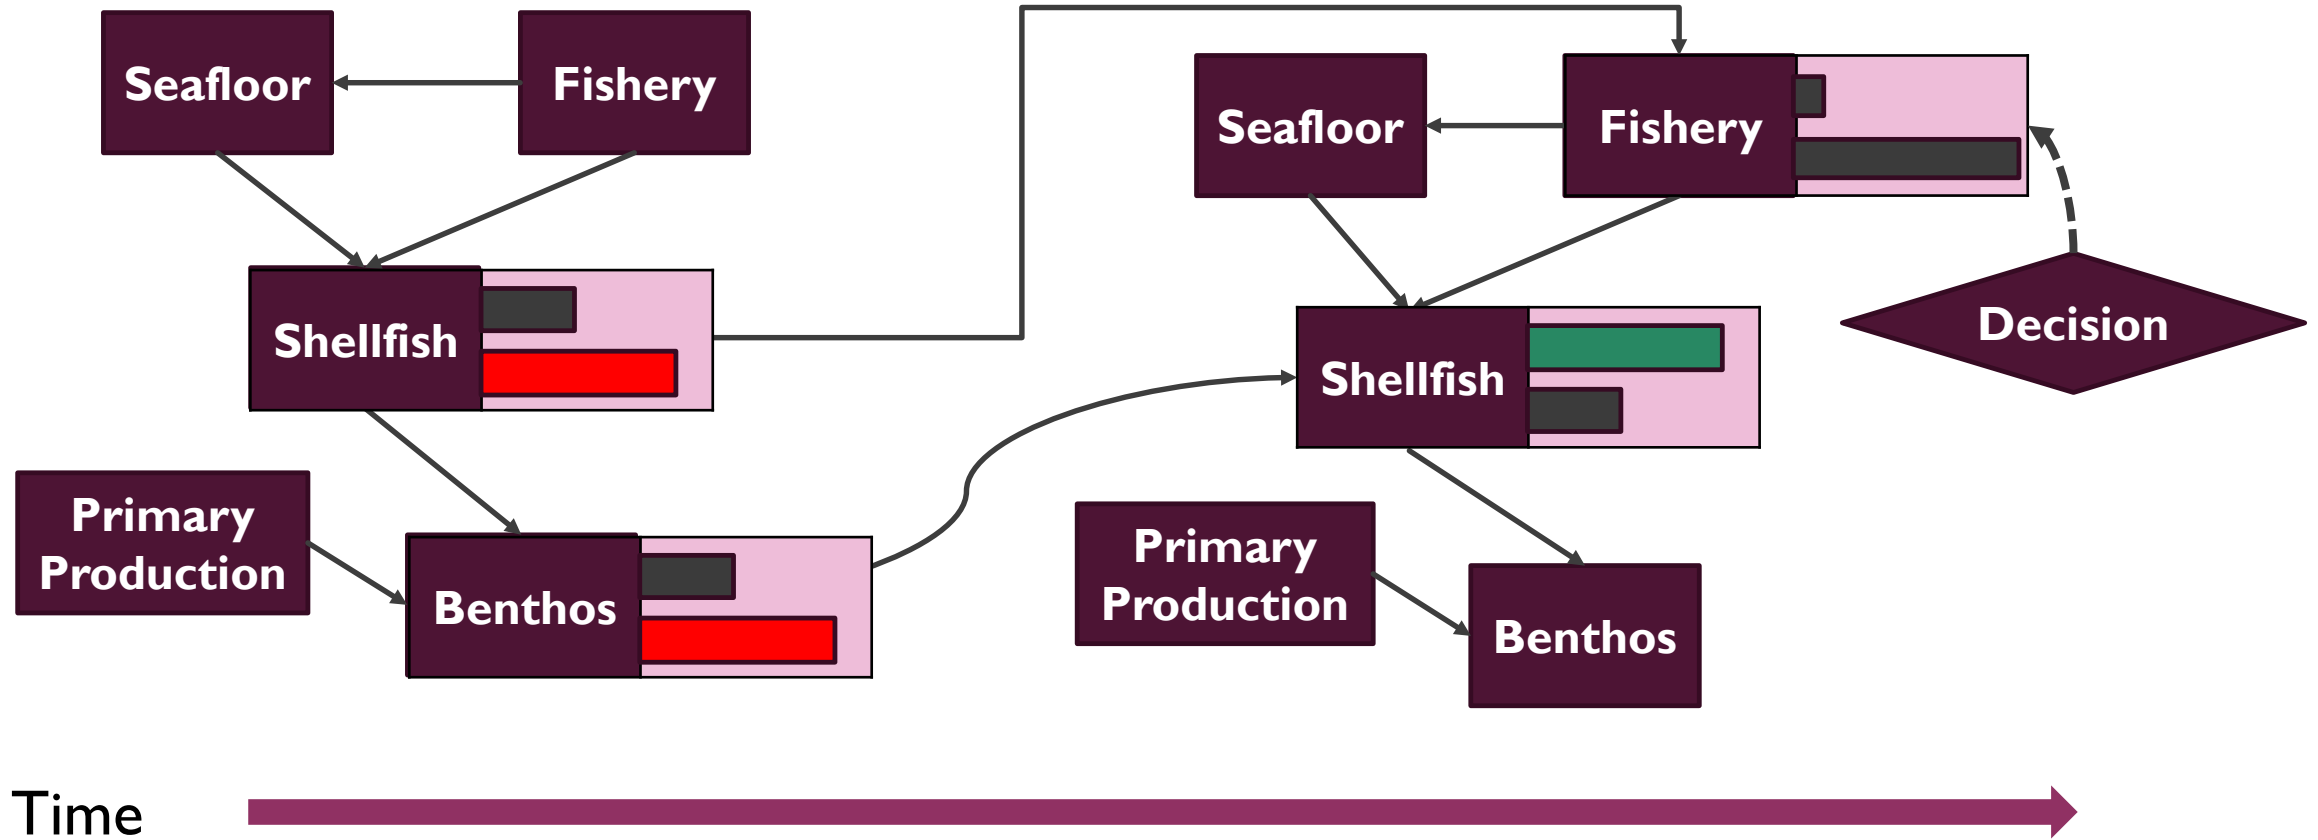 Seafloor
Fishery
Shellfish
Primary
Production
Benthos
Seafloor
Fishery
Decision
Shellfish
Primary
Production
Benthos
Time